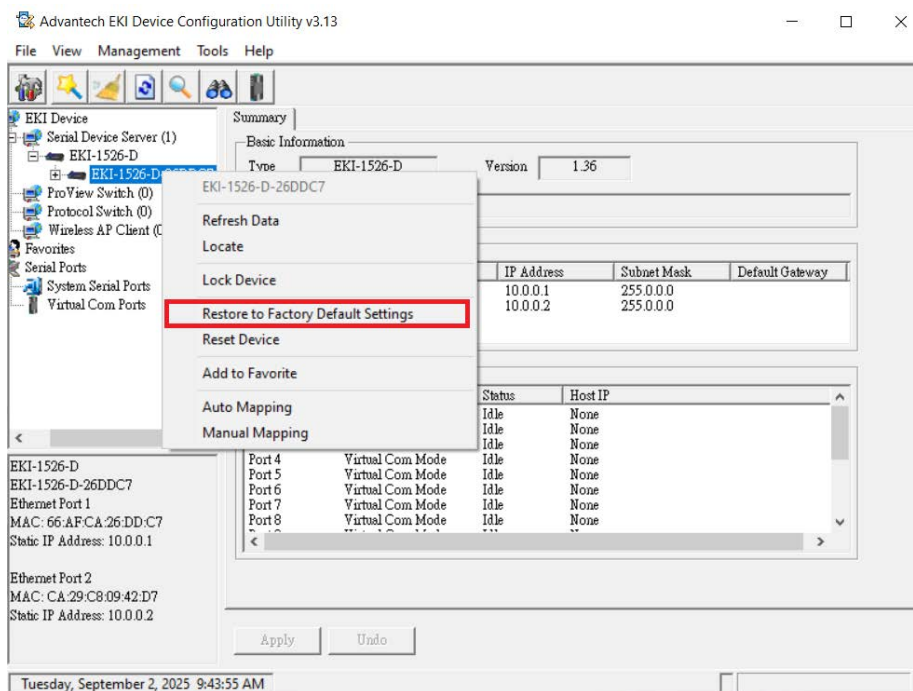 Advantech EKI Device Configuration Utility v3.13
File View Management Tools Help
EKI Device
Serial Device Server (1)
EKI-1526-D
EKI-1526-D-26DDC7
ProView Switch (0)
Protocol Switch (0)
Wireless AP Client (0
Favorites
Serial Ports
System Serial Ports
Virtual Com Ports
EKI-1526-D-26DDC7
Refresh Data
Locate
Lock Device
Restore to Factory Default Settings
Reset Device
Add to Favorite
Auto Mapping
Manual Mapping
Summary
Basic Information
Type EKI-1526-D Version 1.36
IP Address Subnet Mask Default Gateway
10.0.0.1 255.0.0.0
10.0.0.2 255.0.0.0
Status Host IP
Idle None
Idle None
Idle None
Port 4 Virtual Com Mode Idle None
Port 5 Virtual Com Mode Idle None
Port 6 Virtual Com Mode Idle None
Port 7 Virtual Com Mode Idle None
Port 8 Virtual Com Mode Idle None
EKI-1526-D
EKI-1526-D-26DDC7
Ethernet Port 1
MAC: 66:AF:CA:26:DD:C7
Static IP Address: 10.0.0.1
Ethernet Port 2
MAC: CA:29:C8:09:42:D7
Static IP Address: 10.0.0.2
Apply Undo
Tuesday, September 2, 2025 9:43:55 AM